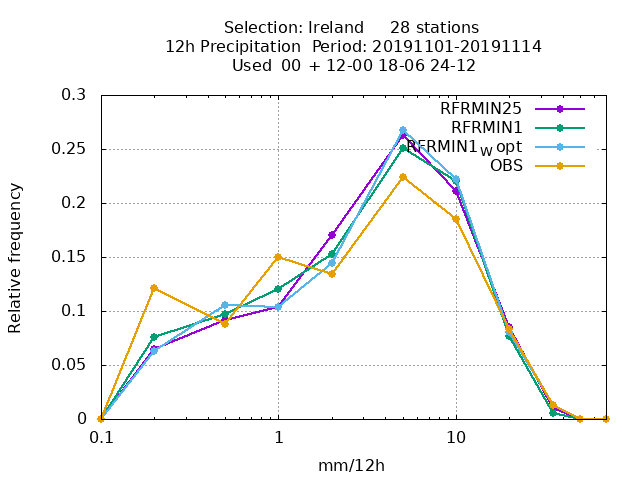 Selection: Ireland 28 stations
12h Precipitation Period: 20191101-20191114
Used 00 + 12-00 18-06 24-12
0.3
0.25
0.2
0.15
0.1
0.05
0
0.1 1 10
Relative frequency
mm/12h
RFRMIN25
RFRMIN1
RFRMIN1W opt
OBS